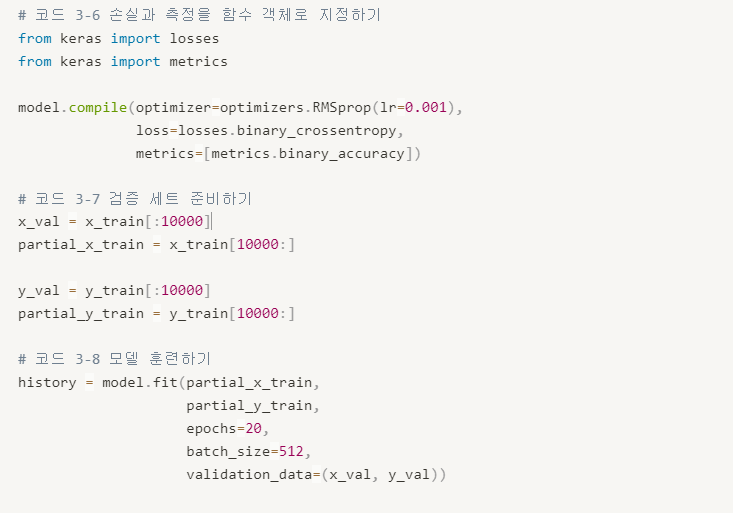 # 코드 3-6 손실과 측정을 함수 객체로 지정하기
from keras import losses
from keras import metrics
model.compile(optimizer=optimizers.RMSprop(lr=0.001),
loss=losses.binary_crossentropy,
metrics=[metrics.binary_accuracy])
# 코드 3-7 검증 세트 준비하기
x_val = x_train[:10000]
partial_x_train = x_train[10000:]
y_val = y_train[:10000]
partial_y_train = y_train[10000:]
# 코드 3-8 모델 훈련하기
history = model.fit(partial_x_train,
partial_y_train,
epochs=20,
batch_size=512,
validation_data=(x_val, y_val))